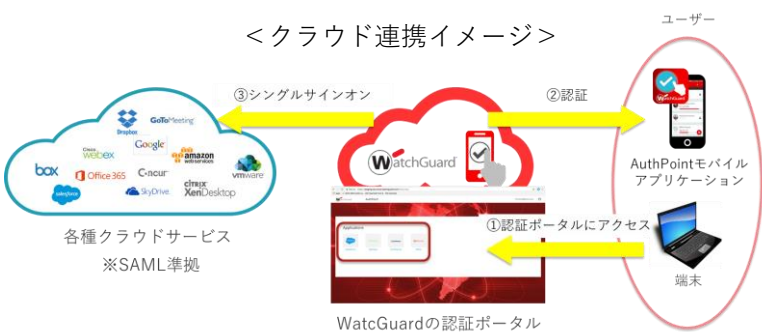 ユーザー
＜クラウド連携イメージ＞
③シングルサインオン
②認証
Dropbox
GoToMeeting
Cisco
webex
Google
amazon
webservices
box
Office 365
Concur
vmware
salesforce
SkyDrive
citrix
XenDesktop
WatchGuard
WatchGuard
AuthPointモバイル
アプリケーション
Applications
①認証ポータルにアクセス
各種クラウドサービス
※SAML準拠
端末
WatcGuardの認証ポータル